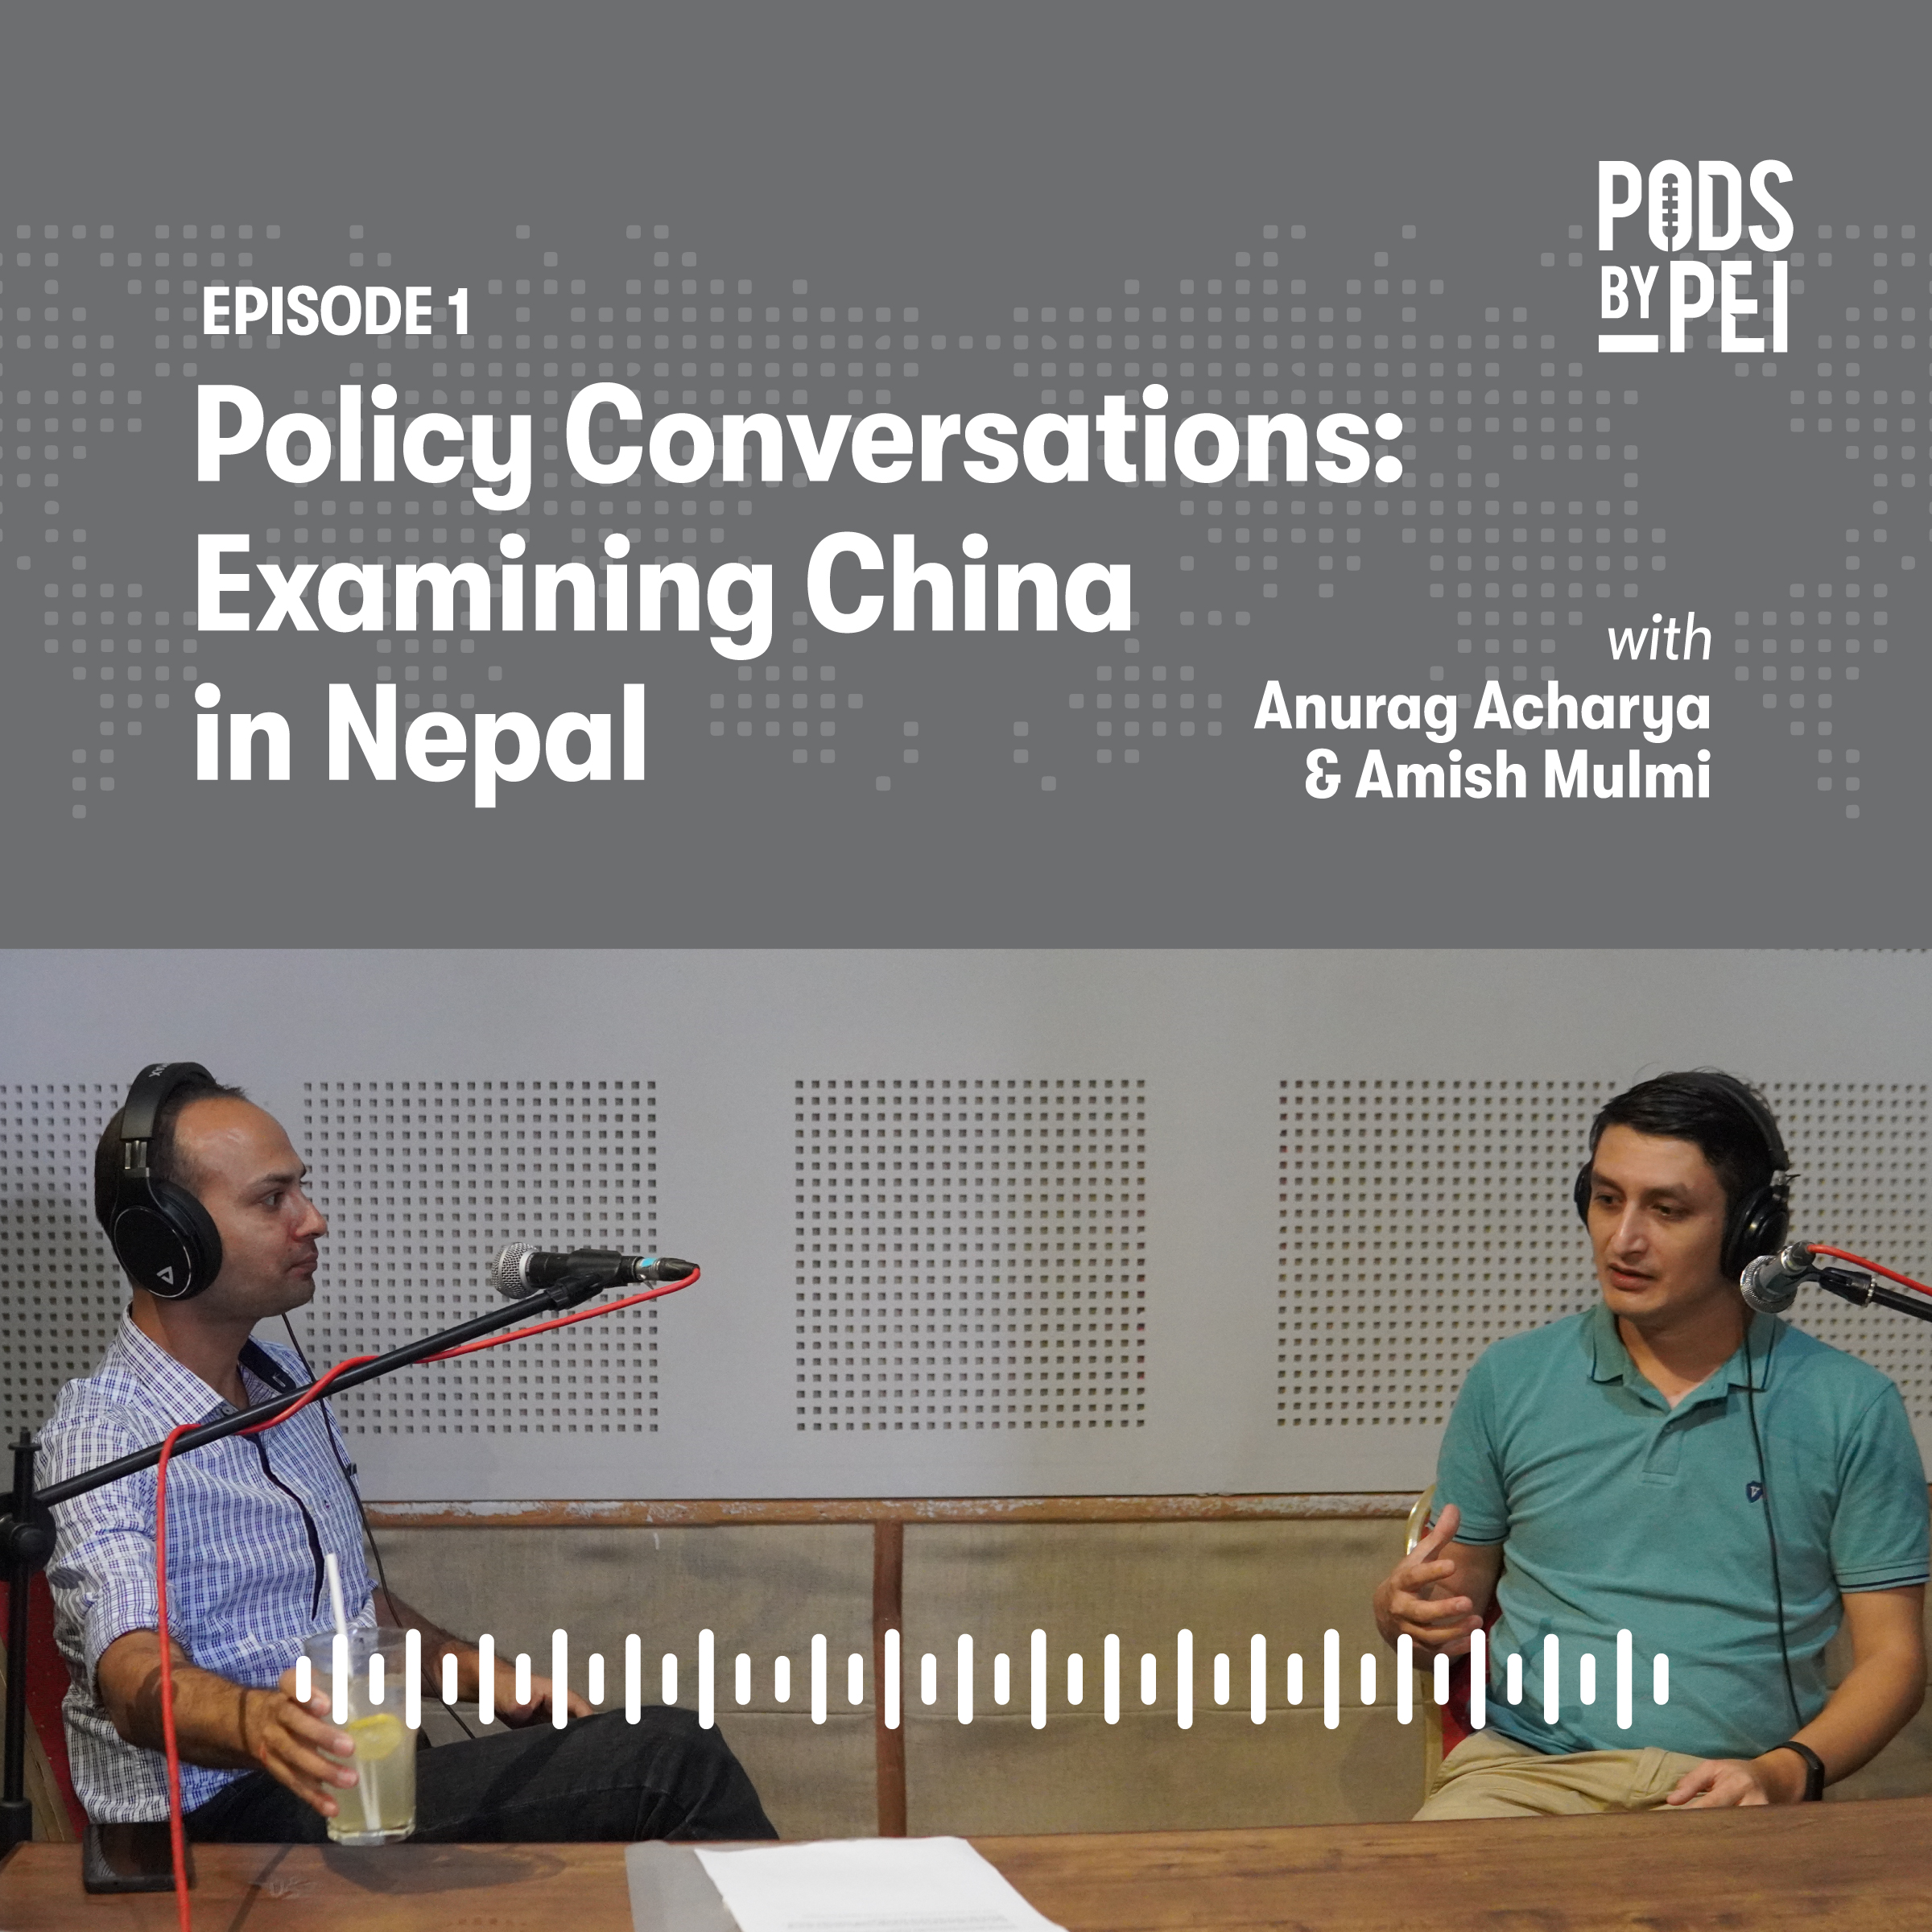 PODS
BY PEI
EPISODE 1
Policy Conversations:
Examining China
in Nepal
with
Anurag Acharya
& Amish Mulmi